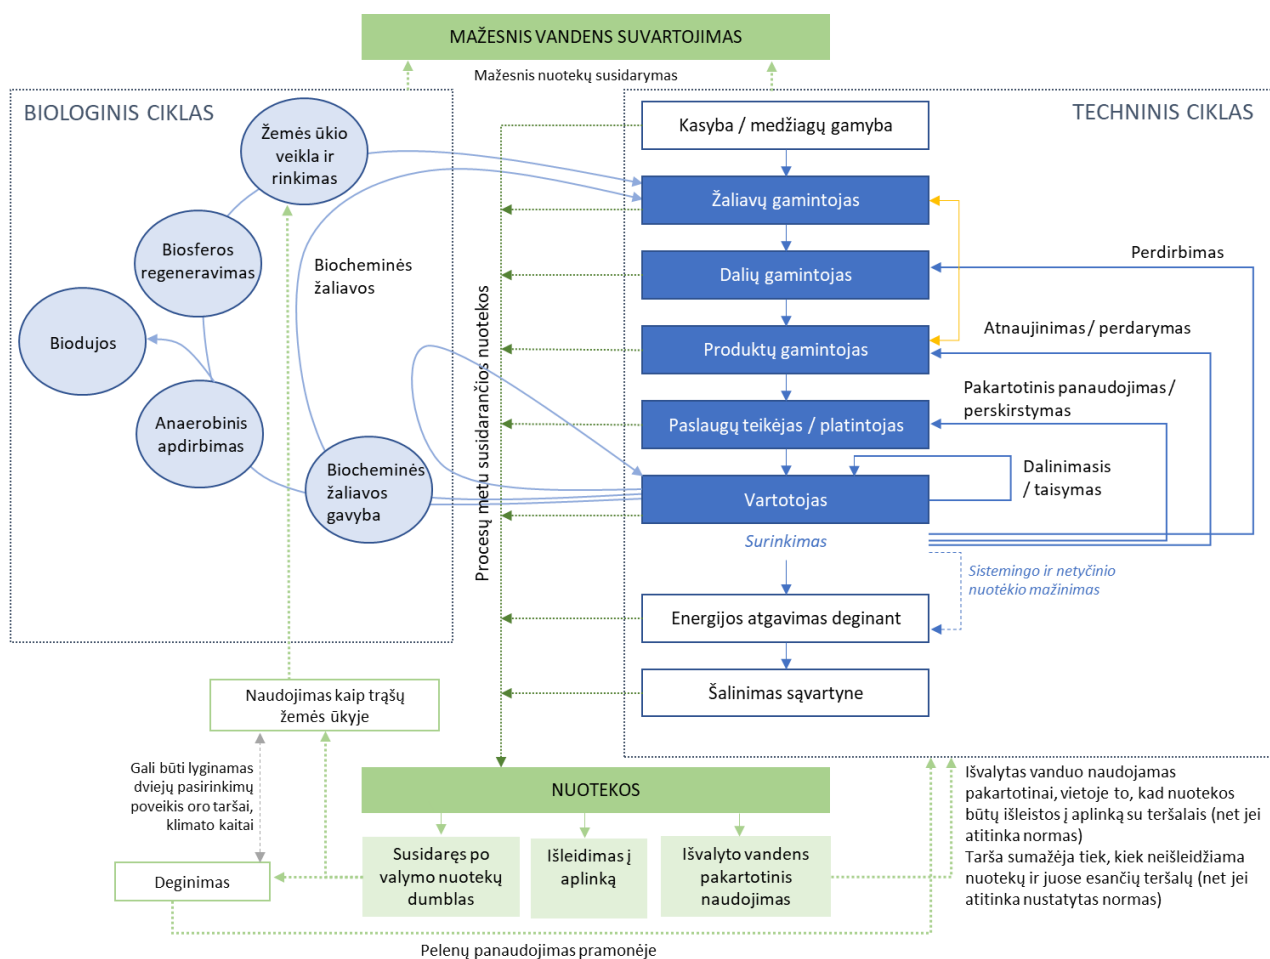 MAŽESNIS VANDENS SUVARTOJIMAS
Mažesnis nuotekų susidarymas
BIOLOGINIS CIKLAS
Žemės ūkio
veikla ir
rinkimas
Biosferos
regeneravimas
Biodujos
Anaerobinis
apdirbimas
Biocheminės
žaliavos
Biocheminės
žaliavos
gavyba
Procesų metu susidarančios nuotekos
TECHNINIS CIKLAS
Kasyba / medžiagų gamyba
Žaliavų gamintojas
Dalių gamintojas
Produktų gamintojas
Paslaugų teikėjas / platintojas
Vartotojas
Surinkimas
Energijos atgavimas deginant
Šalinimas sąvartyne
Perdirbimas
Atnaujinimas / perdarymas
Pakartotinis panaudojimas /
perskirstymas
Dalinimasis
/ taisymas
Sistemingo ir netyčinio
nuotėkio mažinimas
Naudojimas kaip trąšų
žemės ūkyje
Gali būti lyginamas
dviejų pasirinkimų
poveikis oro taršai,
klimato kaitai
Deginimas
NUOTEKOS
Susidaręs po
valymo nuotekų
dumblas
Išleidimas į
aplinką
Išvalyto vandens
pakartotinis
naudojimas
Išvalytas vanduo naudojamas
pakartotinai, vietoje to, kad nuotekos
būtų išleistos į aplinką su teršalais (net jei
atitinka normas)
Tarša sumažėja tiek, kiek neišleidžiama
nuotekų ir juose esančių teršalų (net jei
atitinka nustatytas normas)
Pelenų panaudojimas pramonėje